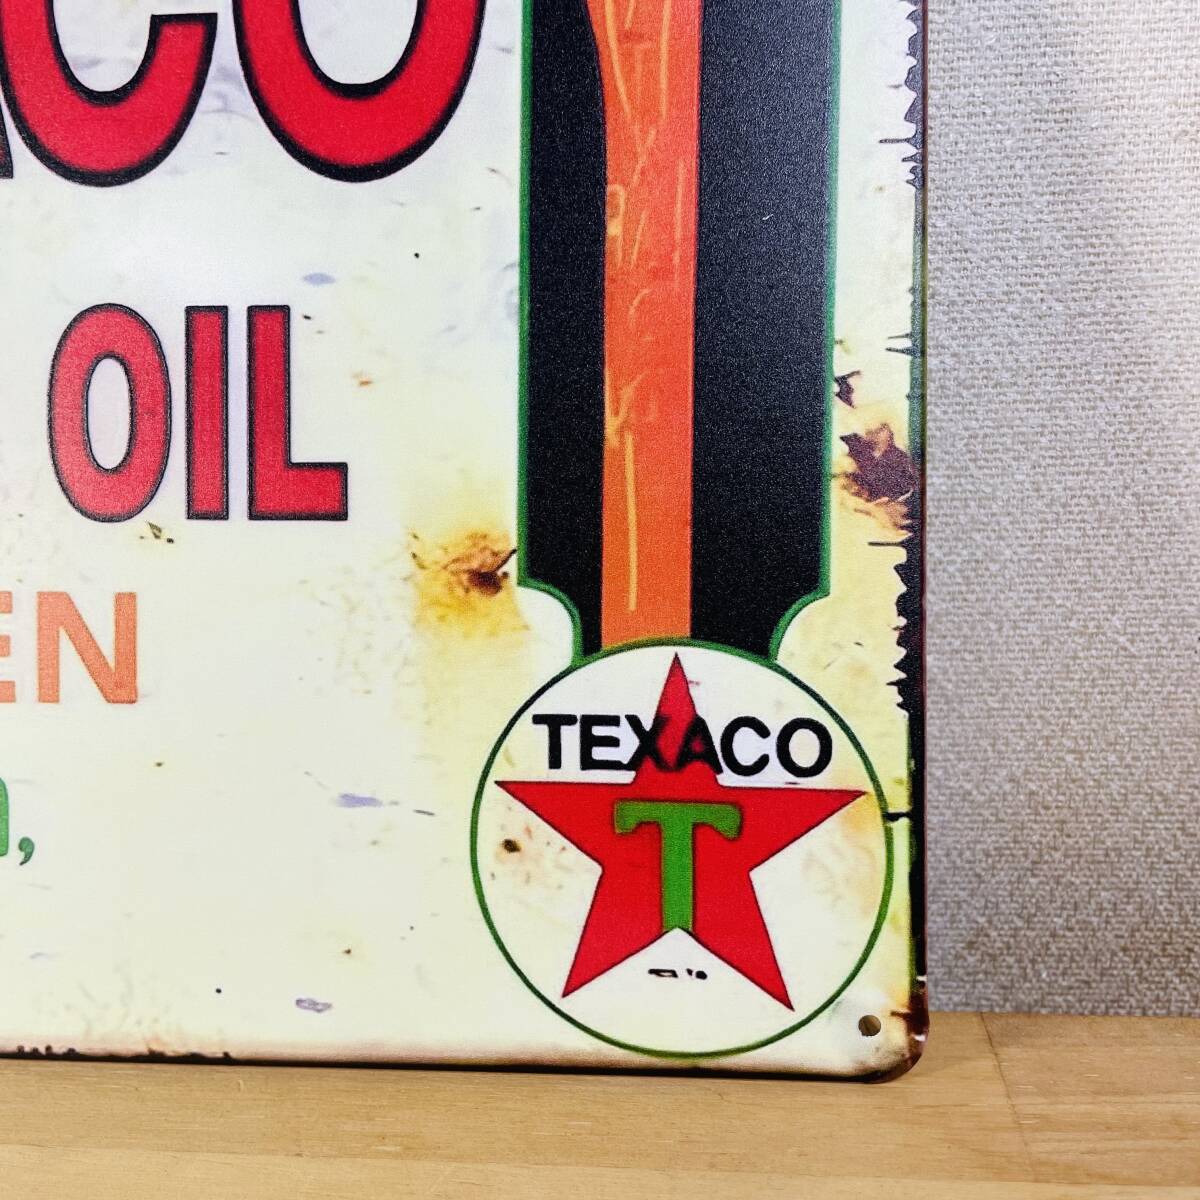 ACO
OIL
EN
n,
TEXACO
T